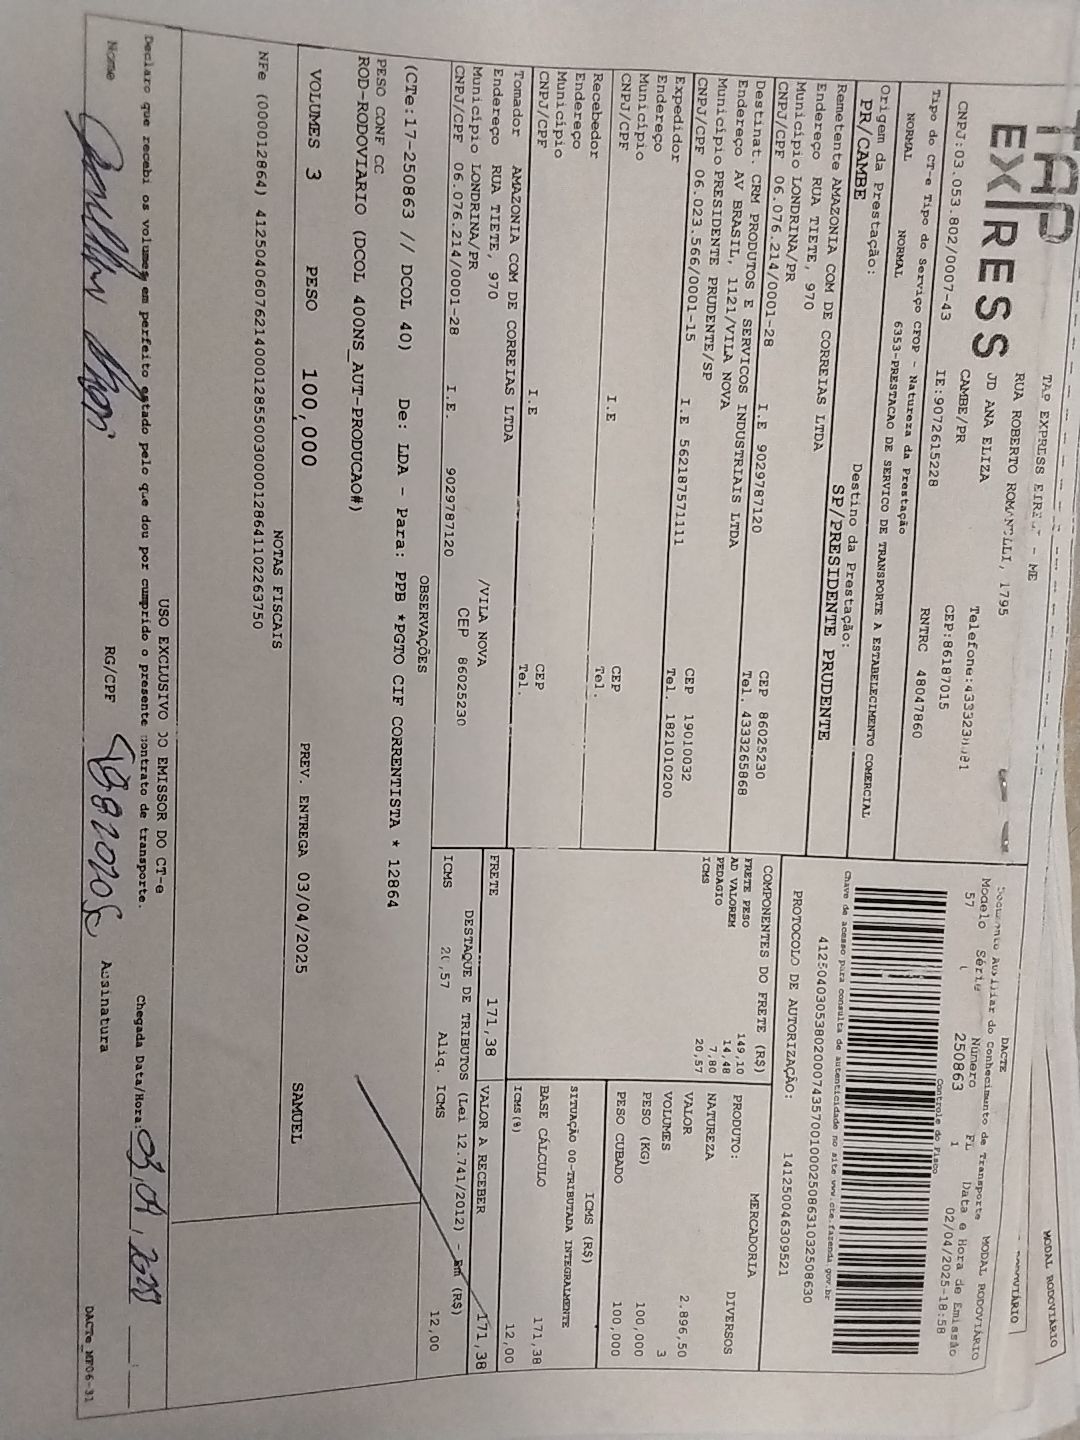 TAP
EXPRESS
TAP EXPRESS EIRELI - ME
RUA ROBERTO ROMANELLI, 1795
JD ANA ELIZA
CAMBE/PR
CEP:86187015
CNPJ:03.053.802/0007-43
IE:9072615228
RNTRC 48047860
Tipo do CT-e Tipo do Serviço CFOP - Natureza da Prestação
NORMAL NORMAL 6353-PRESTACAO DE SERVICO DE TRANSPORTE A ESTABELECIMENTO COMERCIAL
Origem da Prestação: Destino da Prestação:
PR/CAMBE SP/PRESIDENTE PRUDENTE
Remetente AMAZONIA COM DE CORREIAS LTDA
Endereço RUA TIETE, 970
Município LONDRINA/PR CEP 86025230
CNPJ/CPF 06.076.214/0001-28 I.E 9029787120 Tel. 4333265868
Destinat. CRM PRODUTOS E SERVICOS INDUSTRIAIS LTDA
Endereço AV BRASIL, 1121/VILA NOVA
Município PRESIDENTE PRUDENTE/SP CEP 19010032
CNPJ/CPF 06.023.566/0001-15 I.E 562187571111 Tel. 1821010200
Expedidor
Endereço
Município CEP
CNPJ/CPF I.E Tel.
Recebedor
Endereço
Município CEP
CNPJ/CPF I.E Tel.
Tomador AMAZONIA COM DE CORREIAS LTDA
Endereço RUA TIETE, 970 /VILA NOVA
Município LONDRINA/PR CEP 86025230
CNPJ/CPF 06.076.214/0001-28 I.E. 9029787120
OBSERVAÇÕES
(CTe:17-250863 // DCOL 40) De: LDA - Para: PPB *PGTO CIF CORRENTISTA * 12864
PESO CONF CC
ROD-RODOVIARIO (DCOL 400NS_AUT-PRODUCAO#)
MODAL RODOVIÁRIO
DACTE
Documento Auxiliar do Conhecimento de Transporte MODAL RODOVIÁRIO
Modelo Série Número FL Data e Hora de Emissão
57 250863 1 02/04/2025-18:58
Controle do Fisco
Chave de acesso para consulta de autenticidade no site www.cte.fazenda.gov.br
41250403053802000743570010002508631032508630
PROTOCOLO DE AUTORIZAÇÃO: 141250046309521
COMPONENTES DO FRETE (R$)
FRETE PESO 149,10
AD VALOREM 14,48
PEDAGIO 7,80
ICMS 20,57
MERCADORIA
PRODUTO: DIVERSOS
NATUREZA
VALOR 2.896,50
VOLUMES 3
PESO (KG) 100,000
PESO CUBADO 100,000
ICMS (R$)
SITUAÇÃO 00-TRIBUTADA INTEGRALMENTE
BASE CÁLCULO 171,38
ICMS(%) 12,00
FRETE 171,38 VALOR A RECEBER 171,38
DESTAQUE DE TRIBUTOS (Lei 12.741/2012) - Em (R$)
ICMS 20,57 Aliq. ICMS 12,00
VOLUMES 3 PESO 100,000 PREV. ENTREGA 03/04/2025 SAMUEL
NOTAS FISCAIS
NFe (000012864) 41250406076214000128550030000128641102263750
USO EXCLUSIVO DO EMISSOR DO CT-e
Declaro que recebi os volumes em perfeito estado pelo que dou por cumprido o presente contrato de transporte.
Chegada Data/Hora:
Nome RG/CPF Assinatura
DACTe_MF06-31